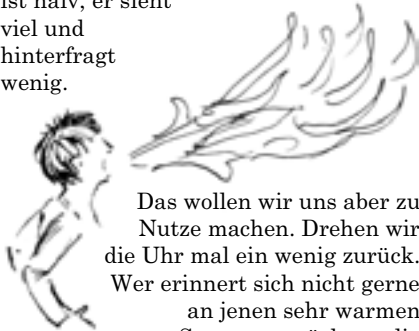 ist naiv, er sieht
viel und
hinterfragt
wenig.
Das wollen wir uns aber zu
Nutze machen. Drehen wir
die Uhr mal ein wenig zurück.
Wer erinnert sich nicht gerne
an jenen sehr warmen